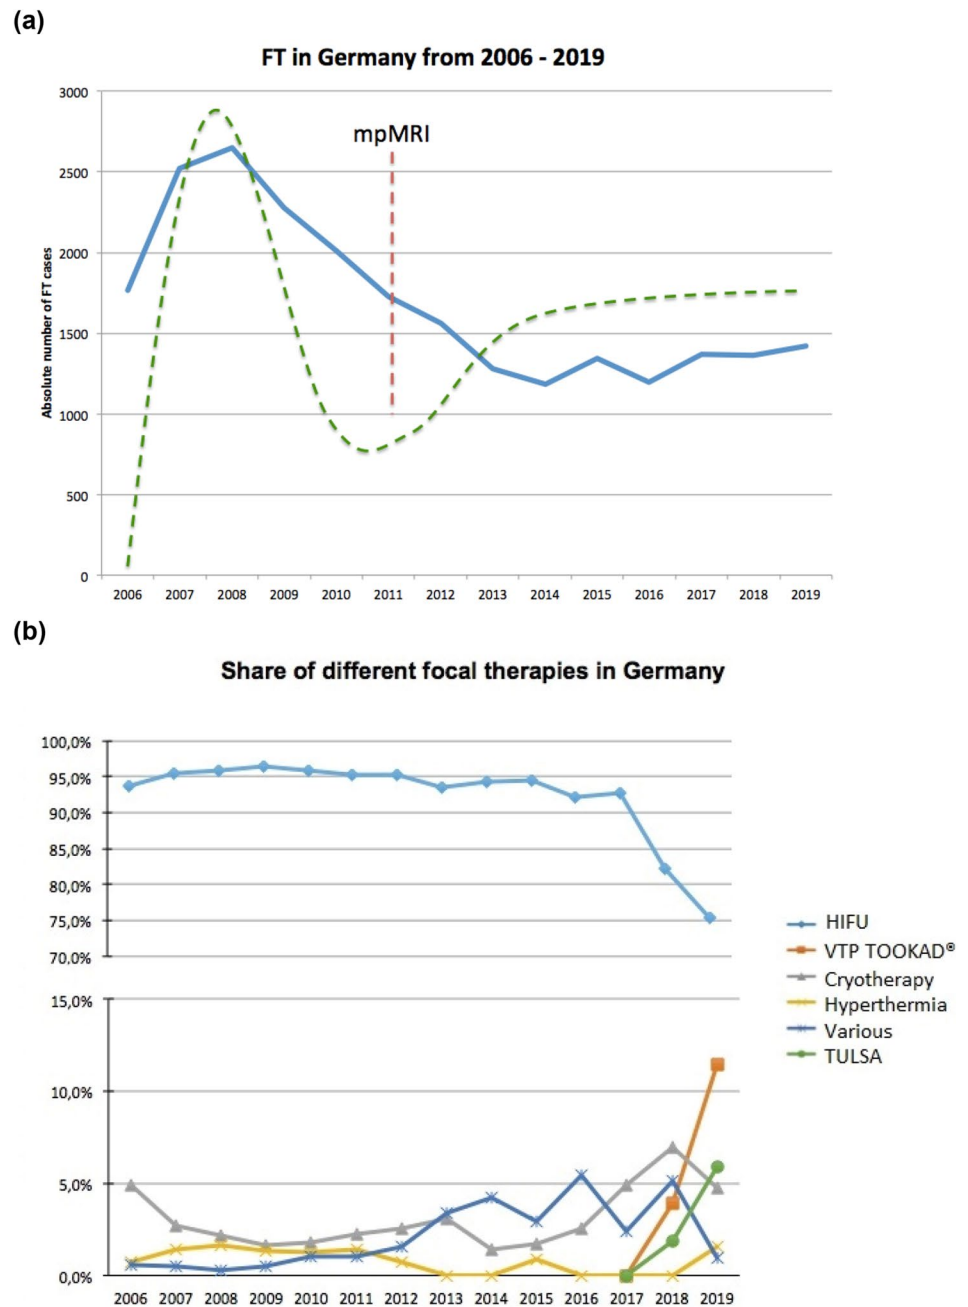 (a)
FT in Germany from 2006 - 2019
mpMRI
Absolute number of FT cases
3000
2500
2000
1500
1000
500
0
2006 2007 2008 2009 2010 2011 2012 2013 2014 2015 2016 2017 2018 2019
(b)
Share of different focal therapies in Germany
100,0%
95,0%
90,0%
85,0%
80,0%
75,0%
70,0%
15,0%
10,0%
5,0%
0,0%
2006 2007 2008 2009 2010 2011 2012 2013 2014 2015 2016 2017 2018 2019
HIFU
VTP TOOKAD®
Cryotherapy
Hyperthermia
Various
TULSA